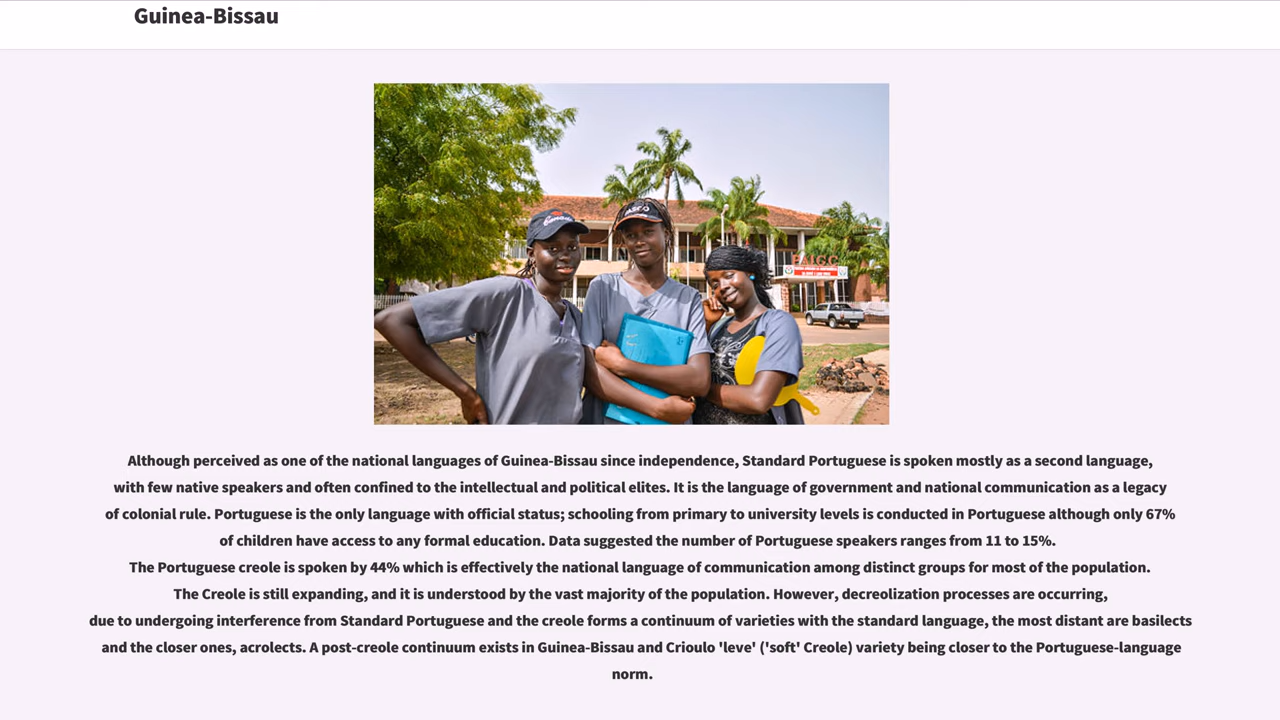 Guinea-Bissau
PAIGC
Although perceived as one of the national languages of Guinea-Bissau since independence, Standard Portuguese is spoken mostly as a second language,
with few native speakers and often confined to the intellectual and political elites. It is the language of government and national communication as a legacy
of colonial rule. Portuguese is the only language with official status; schooling from primary to university levels is conducted in Portuguese although only 67%
of children have access to any formal education. Data suggested the number of Portuguese speakers ranges from 11 to 15%.
The Portuguese creole is spoken by 44% which is effectively the national language of communication among distinct groups for most of the population.
The Creole is still expanding, and it is understood by the vast majority of the population. However, decreolization processes are occurring,
due to undergoing interference from Standard Portuguese and the creole forms a continuum of varieties with the standard language, the most distant are basilects
and the closer ones, acrolects. A post-creole continuum exists in Guinea-Bissau and Crioulo 'leve' ('soft' Creole) variety being closer to the Portuguese-language
norm.